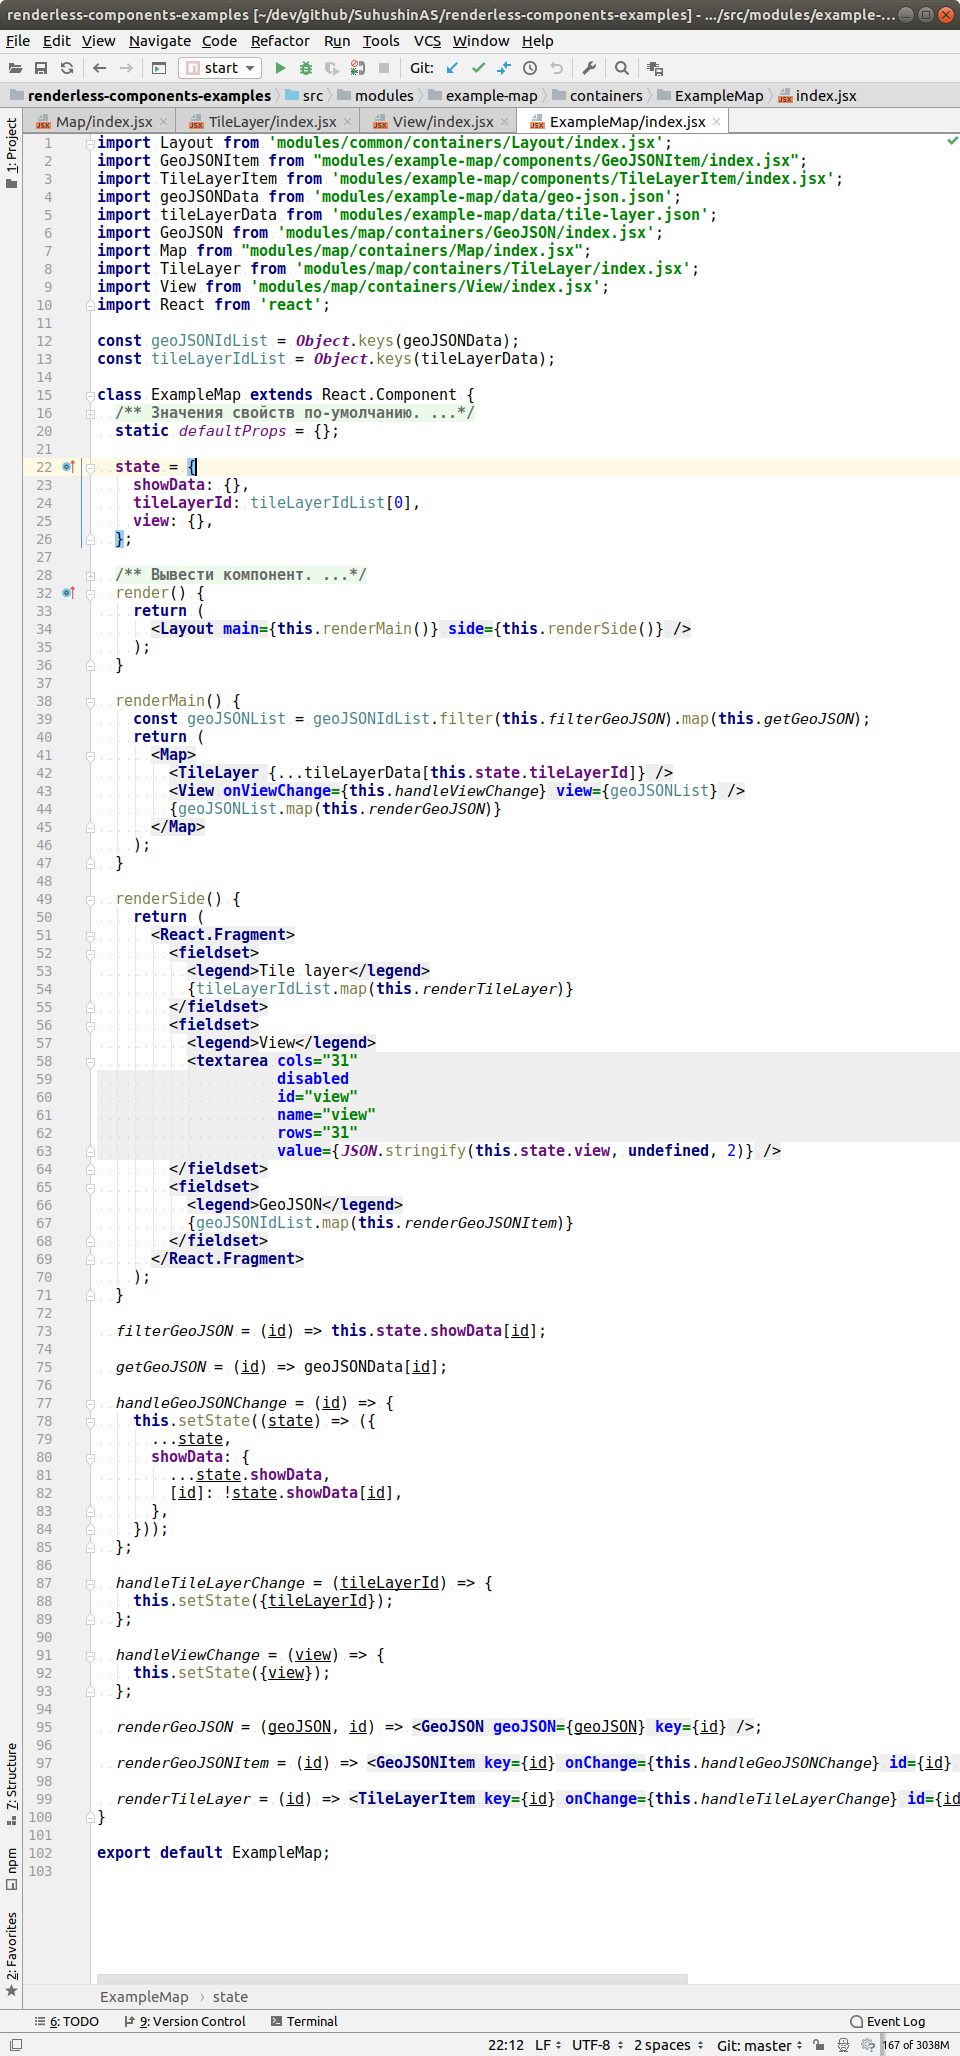 renderless-components-examples [~/dev/github/SuhushinAS/renderless-components-examples] - .../src/modules/example-...
File Edit View Navigate Code Refactor Run Tools VCS Window Help
start Git:
renderless-components-examples src modules example-map containers ExampleMap index.jsx
Map/index.jsx TileLayer/index.jsx View/index.jsx ExampleMap/index.jsx
1: Project
1 import Layout from 'modules/common/containers/Layout/index.jsx';
2 import GeoJSONItem from "modules/example-map/components/GeoJSONItem/index.jsx";
3 import TileLayerItem from 'modules/example-map/components/TileLayerItem/index.jsx';
4 import geoJSONData from 'modules/example-map/data/geo-json.json';
5 import tileLayerData from 'modules/example-map/data/tile-layer.json';
6 import GeoJSON from 'modules/map/containers/GeoJSON/index.jsx';
7 import Map from "modules/map/containers/Map/index.jsx";
8 import TileLayer from 'modules/map/containers/TileLayer/index.jsx';
9 import View from 'modules/map/containers/View/index.jsx';
10 import React from 'react';
11
12 const geoJSONIdList = Object.keys(geoJSONData);
13 const tileLayerIdList = Object.keys(tileLayerData);
14
15 class ExampleMap extends React.Component {
16 /** Значения свойств по-умолчанию. ...*/
20 static defaultProps = {};
21
22 state = {
23 showData: {},
24 tileLayerId: tileLayerIdList[0],
25 view: {},
26 };
27
28 /** Вывести компонент. ...*/
32 render() {
33 return (
34 <Layout main={this.renderMain()} side={this.renderSide()} />
35 );
36 }
37
38 renderMain() {
39 const geoJSONList = geoJSONIdList.filter(this.filterGeoJSON).map(this.getGeoJSON);
40 return (
41 <Map>
42 <TileLayer {...tileLayerData[this.state.tileLayerId]} />
43 <View onViewChange={this.handleViewChange} view={geoJSONList} />
44 {geoJSONList.map(this.renderGeoJSON)}
45 </Map>
46 );
47 }
48
49 renderSide() {
50 return (
51 <React.Fragment>
52 <fieldset>
53 <legend>Tile layer</legend>
54 {tileLayerIdList.map(this.renderTileLayer)}
55 </fieldset>
56 <fieldset>
57 <legend>View</legend>
58 <textarea cols="31"
59 disabled
60 id="view"
61 name="view"
62 rows="31"
63 value={JSON.stringify(this.state.view, undefined, 2)} />
64 </fieldset>
65 <fieldset>
66 <legend>GeoJSON</legend>
67 {geoJSONIdList.map(this.renderGeoJSONItem)}
68 </fieldset>
69 </React.Fragment>
70 );
71 }
72
73 filterGeoJSON = (id) => this.state.showData[id];
74
75 getGeoJSON = (id) => geoJSONData[id];
76
77 handleGeoJSONChange = (id) => {
78 this.setState((state) => ({
79 ...state,
80 showData: {
81 ...state.showData,
82 [id]: !state.showData[id],
83 },
84 }));
85 };
86
87 handleTileLayerChange = (tileLayerId) => {
88 this.setState({tileLayerId});
89 };
90
91 handleViewChange = (view) => {
92 this.setState({view});
93 };
94
95 renderGeoJSON = (geoJSON, id) => <GeoJSON geoJSON={geoJSON} key={id} />;
96
97 renderGeoJSONItem = (id) => <GeoJSONItem key={id} onChange={this.handleGeoJSONChange} id={id}
98
99 renderTileLayer = (id) => <TileLayerItem key={id} onChange={this.handleTileLayerChange} id={id
100 }
101
102 export default ExampleMap;
103
7: Structure
npm
2: Favorites
ExampleMap › state
6: TODO 9: Version Control Terminal Event Log
22:12 LF UTF-8 2 spaces Git: master 167 of 3038M